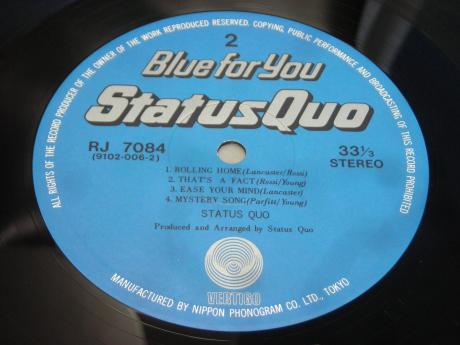 ALL RIGHTS OF THE RECORD PRODUCER OF THE OWNER OF THE WORK REPRODUCED RESERVED. COPYING, PUBLIC PERFORMANCE AND BROADCASTING OF THIS RECORD PROHIBITED
2
Blue for You
Status Quo
RJ 7084
(9102-006-2)
33⅓
STEREO
1. ROLLING HOME(Lancaster/Rossi)
2. THAT'S A FACT(Rossi/Young)
3. EASE YOUR MIND(Lancaster)
4. MYSTERY SONG(Parfitt/Young)
STATUS QUO
Produced and Arranged by Status Quo
VERTIGO
MANUFACTURED BY NIPPON PHONOGRAM CO. LTD., TOKYO